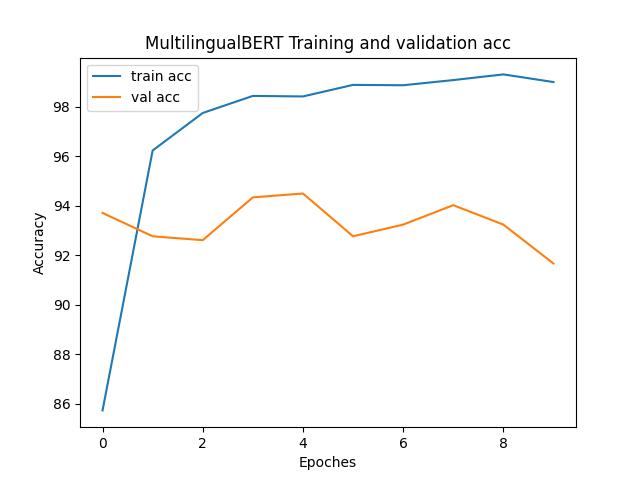 MultilingualBERT Training and validation acc
train acc
val acc
Accuracy
98
96
94
92
90
88
86
0 2 4 6 8
Epoches